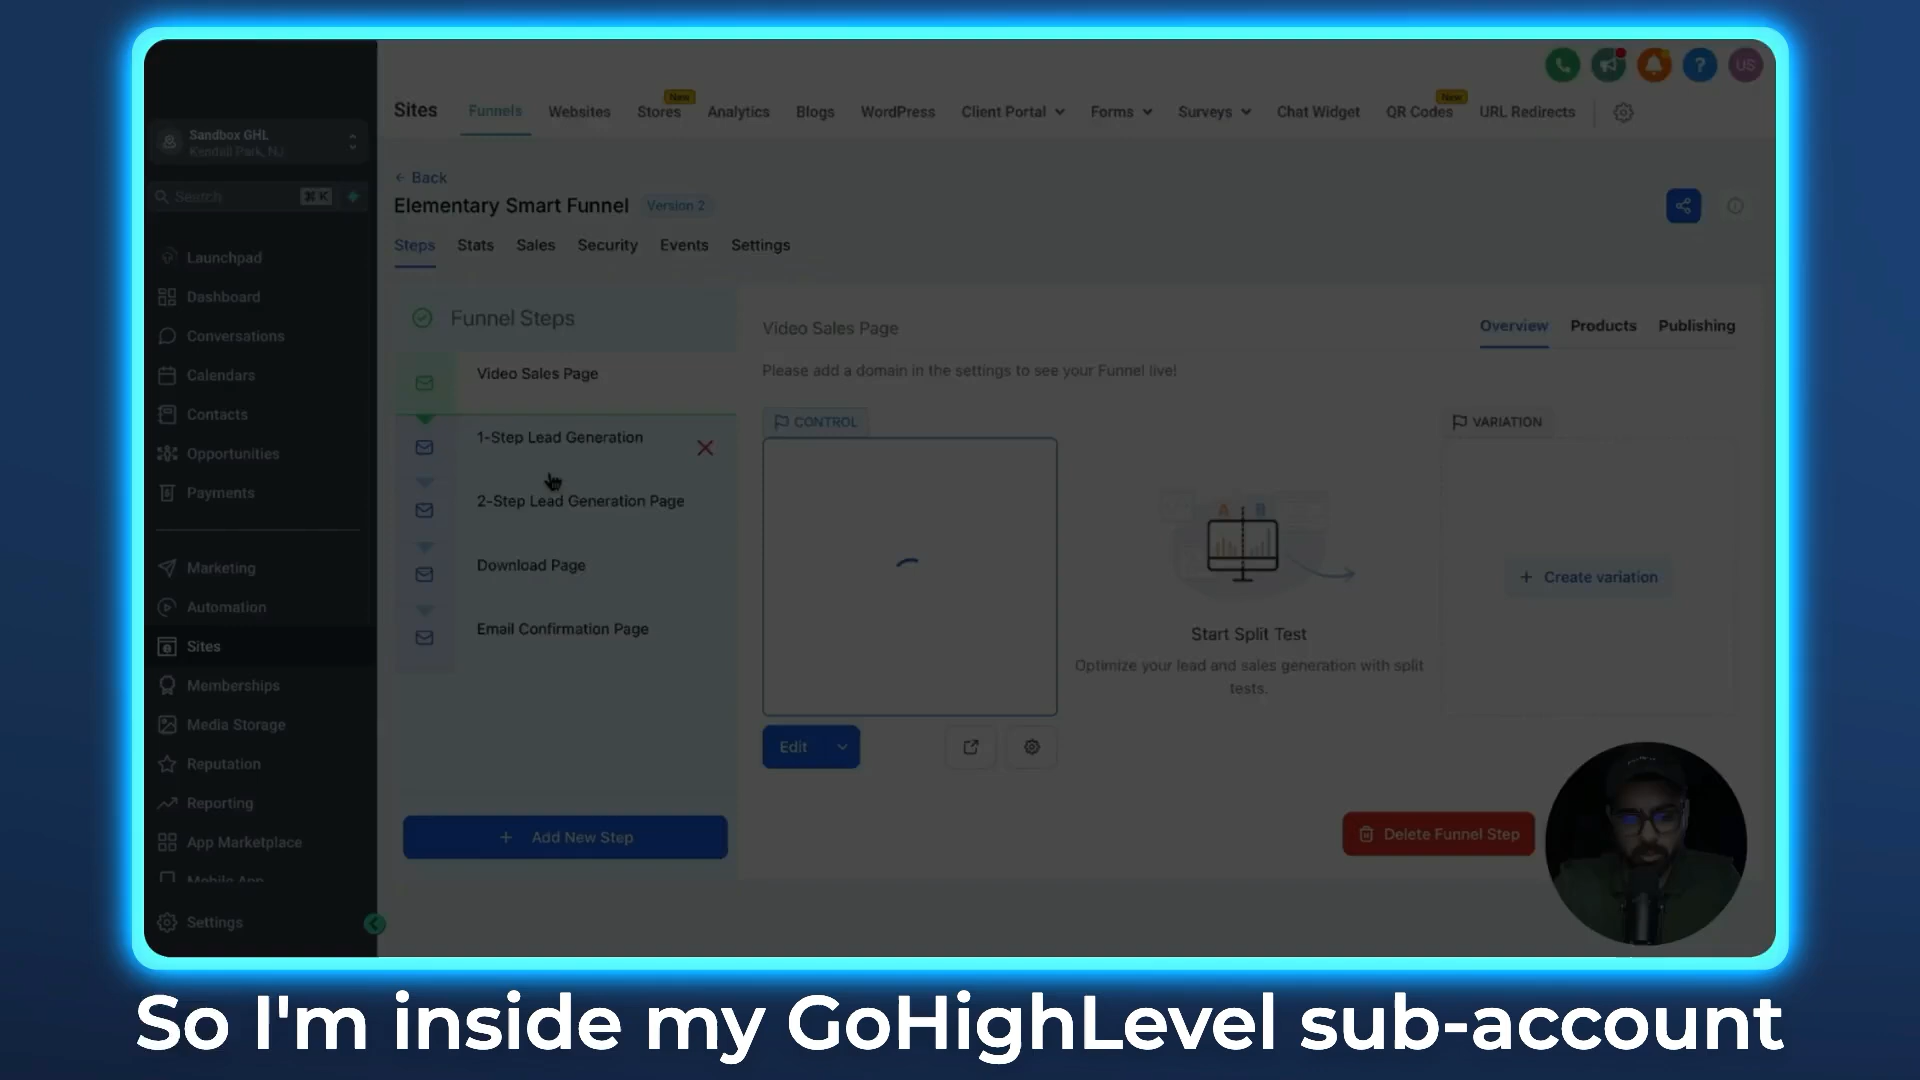 Sandbox GHL
Kendall Park, NJ
Search
⌘ K
Launchpad
Dashboard
Conversations
Calendars
Contacts
Opportunities
Payments
Marketing
Automation
Sites
Memberships
Media Storage
Reputation
Reporting
App Marketplace
Mobile App
Settings
US
Sites
Funnels
Websites
Stores
New
Analytics
Blogs
WordPress
Client Portal
Forms
Surveys
Chat Widget
QR Codes
New
URL Redirects
← Back
Elementary Smart Funnel
Version 2
Steps
Stats
Sales
Security
Events
Settings
Funnel Steps
Video Sales Page
1-Step Lead Generation
2-Step Lead Generation Page
Download Page
Email Confirmation Page
+ Add New Step
Video Sales Page
Overview
Products
Publishing
Please add a domain in the settings to see your Funnel live!
CONTROL
A B
Start Split Test
Optimize your lead and sales generation with split
tests.
VARIATION
+ Create variation
Edit
Delete Funnel Step
So I'm inside my GoHighLevel sub-account